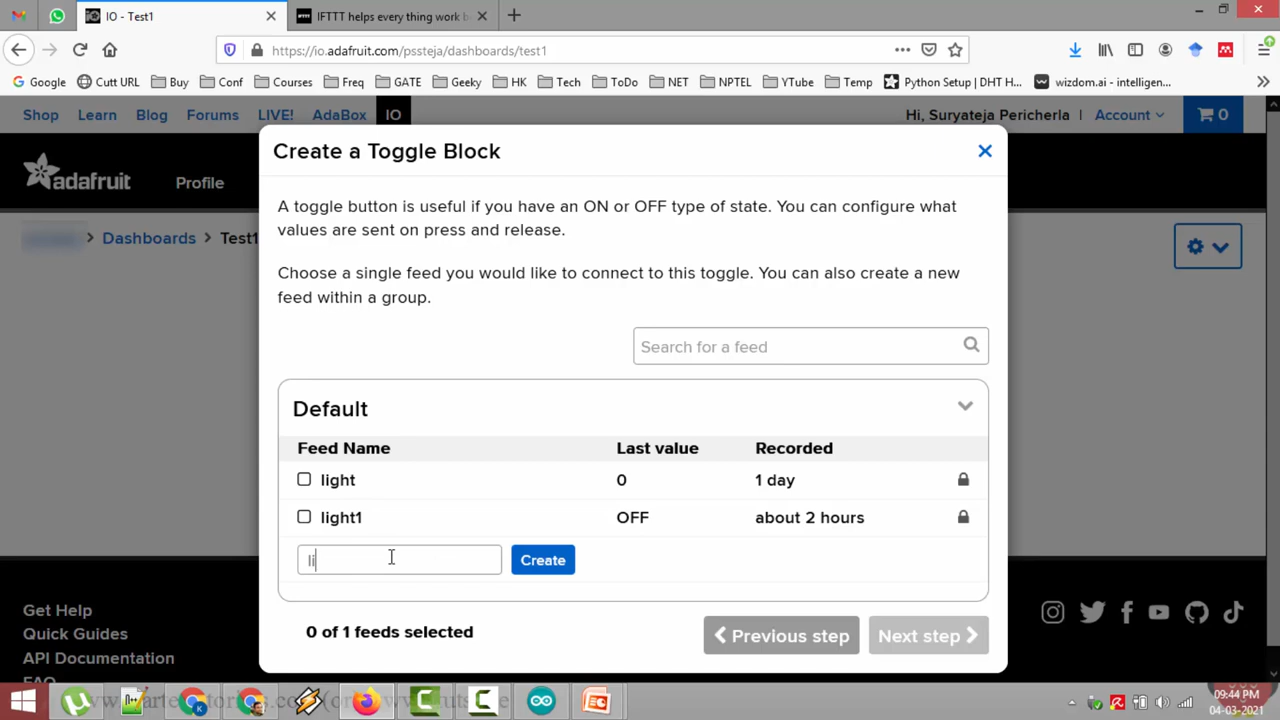 IO - Test1
IFTTT helps every thing work b
https://io.adafruit.com/pssteja/dashboards/test1
Google Cutt URL Buy Conf Courses Freq GATE Geeky HK Tech ToDo NET NPTEL YTube Temp Python Setup | DHT H... wizdom.ai - intelligen...
Shop Learn Blog Forums LIVE! AdaBox IO Hi, Suryateja Pericherla | Account 0
adafruit Profile
Dashboards Test1
Create a Toggle Block
A toggle button is useful if you have an ON or OFF type of state. You can configure what
values are sent on press and release.
Choose a single feed you would like to connect to this toggle. You can also create a new
feed within a group.
Search for a feed
Default
Feed Name Last value Recorded
light 0 1 day
light1 OFF about 2 hours
li Create
0 of 1 feeds selected
Previous step Next step
Get Help
Quick Guides
API Documentation
FAQ
09:44 PM
04-03-2021